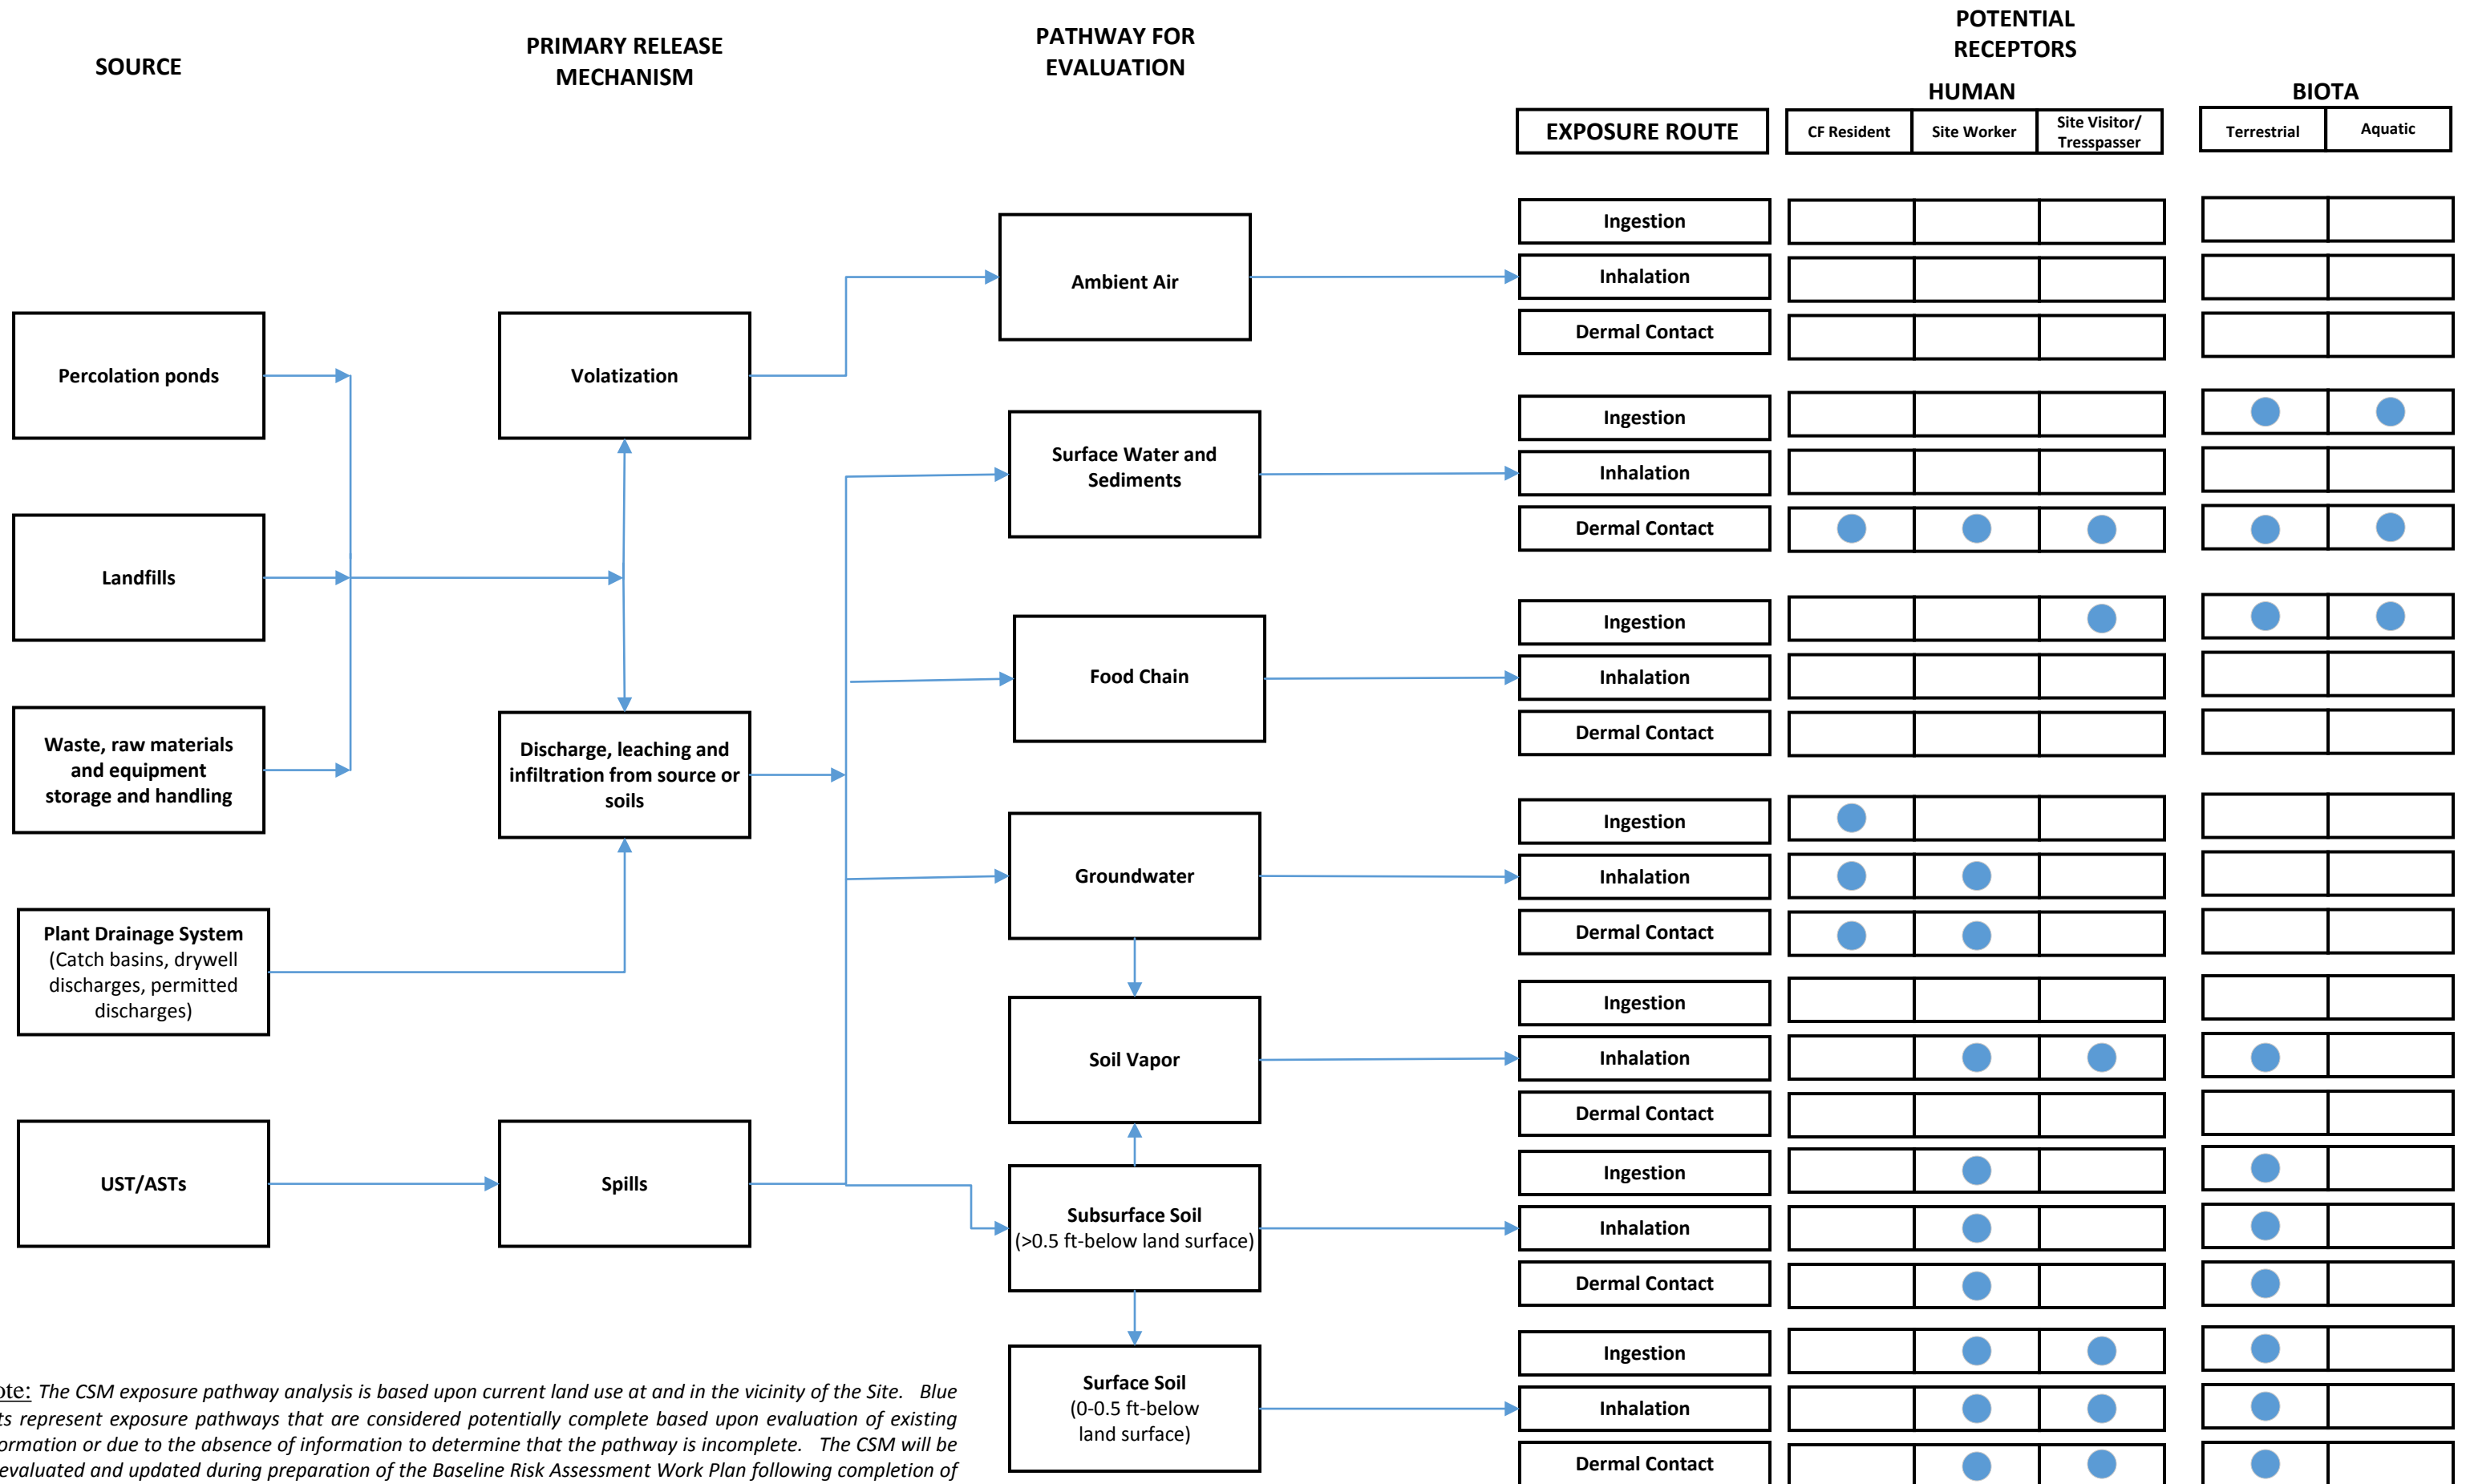 SOURCE
PRIMARY RELEASE
MECHANISM
PATHWAY FOR
EVALUATION
POTENTIAL
RECEPTORS
HUMAN
BIOTA
EXPOSURE ROUTE
CF Resident
Site Worker
Site Visitor/
Tresspasser
Terrestrial
Aquatic
Percolation ponds
Landfills
Waste, raw materials
and equipment
storage and handling
Plant Drainage System
(Catch basins, drywell
discharges, permitted
discharges)
UST/ASTs
Volatization
Discharge, leaching and
infiltration from source or
soils
Spills
Ambient Air
Ingestion
Inhalation
Dermal Contact
Surface Water and
Sediments
Ingestion
Inhalation
Dermal Contact
Food Chain
Ingestion
Inhalation
Dermal Contact
Groundwater
Ingestion
Inhalation
Dermal Contact
Soil Vapor
Ingestion
Inhalation
Dermal Contact
Subsurface Soil
(>0.5 ft-below land surface)
Ingestion
Inhalation
Dermal Contact
Surface Soil
(0-0.5 ft-below
land surface)
Ingestion
Inhalation
Dermal Contact
ote: The CSM exposure pathway analysis is based upon current land use at and in the vicinity of the Site. Blue
ts represent exposure pathways that are considered potentially complete based upon evaluation of existing
ormation or due to the absence of information to determine that the pathway is incomplete. The CSM will be
evaluated and updated during preparation of the Baseline Risk Assessment Work Plan following completion of